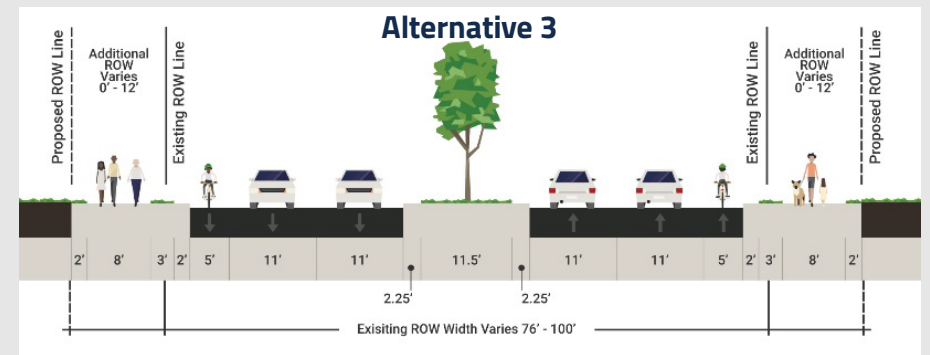 Alternative 3
Proposed ROW Line
Additional
ROW
Varies
0' - 12'
Existing ROW Line
Existing ROW Line
Additional
ROW
Varies
0' - 12'
Proposed ROW Line
2' 8' 3' 2' 5' 11' 11' 11.5' 11' 11' 5' 2' 3' 8' 2'
2.25' 2.25'
Exisiting ROW Width Varies 76' - 100'